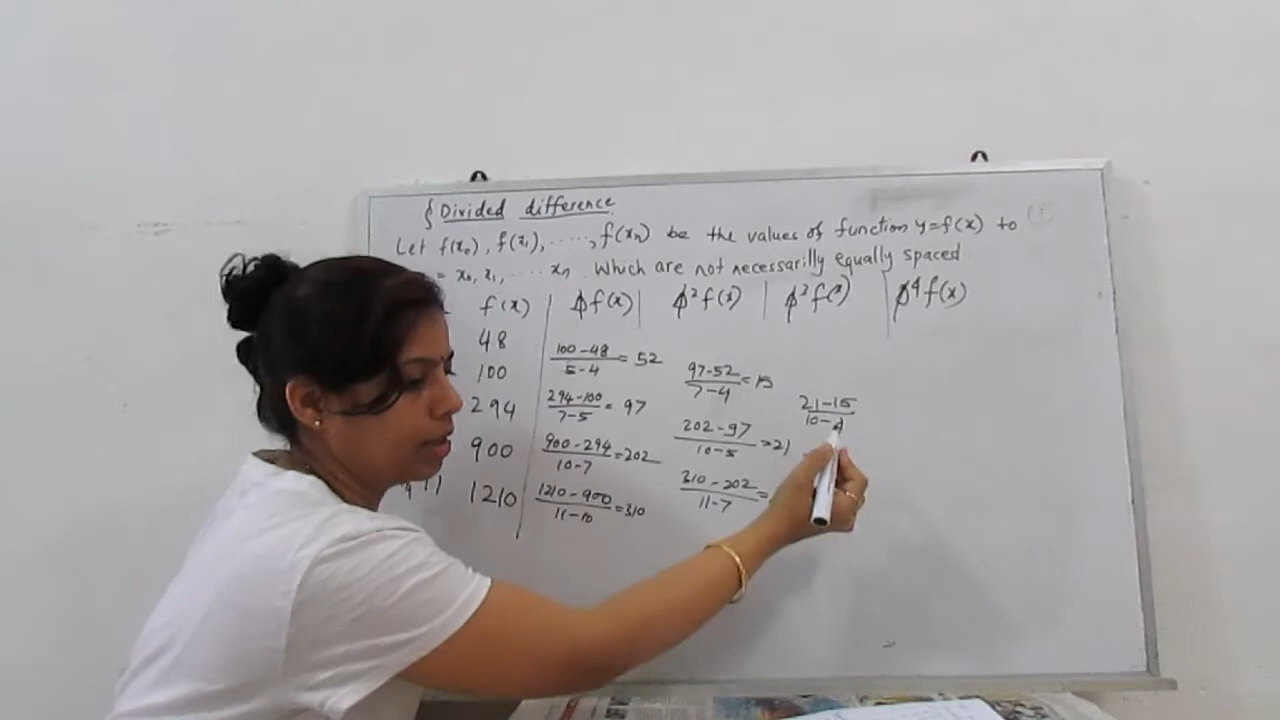 § Divided difference
Let f(x₀), f(x₁), ....., f(xₙ) be the values of function y=f(x) to
= x₀, x₁, .... xₙ. Which are not necessarilly equally spaced
f(x) | ⍋f(x) | ⍋²f(x) | ⍋³f(x) | ⍋⁴f(x)
48
100-48/5-4 = 52
100
97-52/7-4 = 15
294
294-100/7-5 = 97
21-15/10-4
202-97/10-5 = 21
900
900-294/10-7 = 202
310-202/11-7 =
1210
1210-900/11-10 = 310